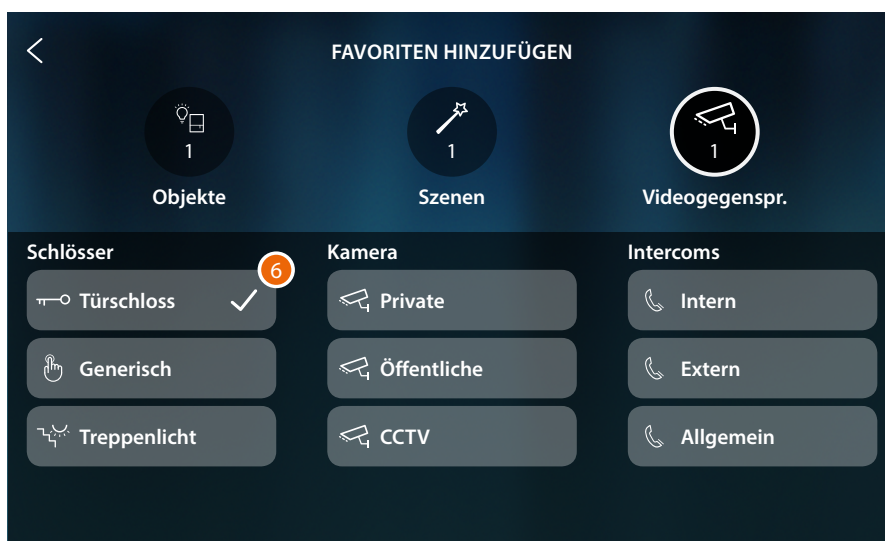 FAVORITEN HINZUFÜGEN
1
1
1
Objekte
Szenen
Videogegenspr.
Schlösser
Kamera
Intercoms
6
Türschloss
Private
Intern
Generisch
Öffentliche
Extern
Treppenlicht
CCTV
Allgemein